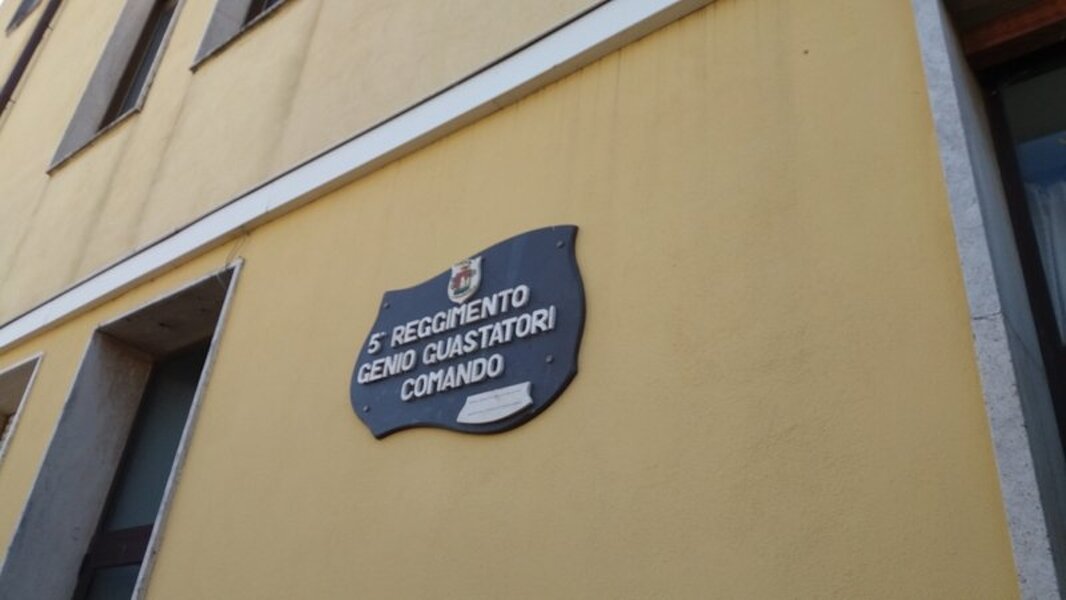 5° REGGIMENTO
GENIO GUASTATORI
COMANDO